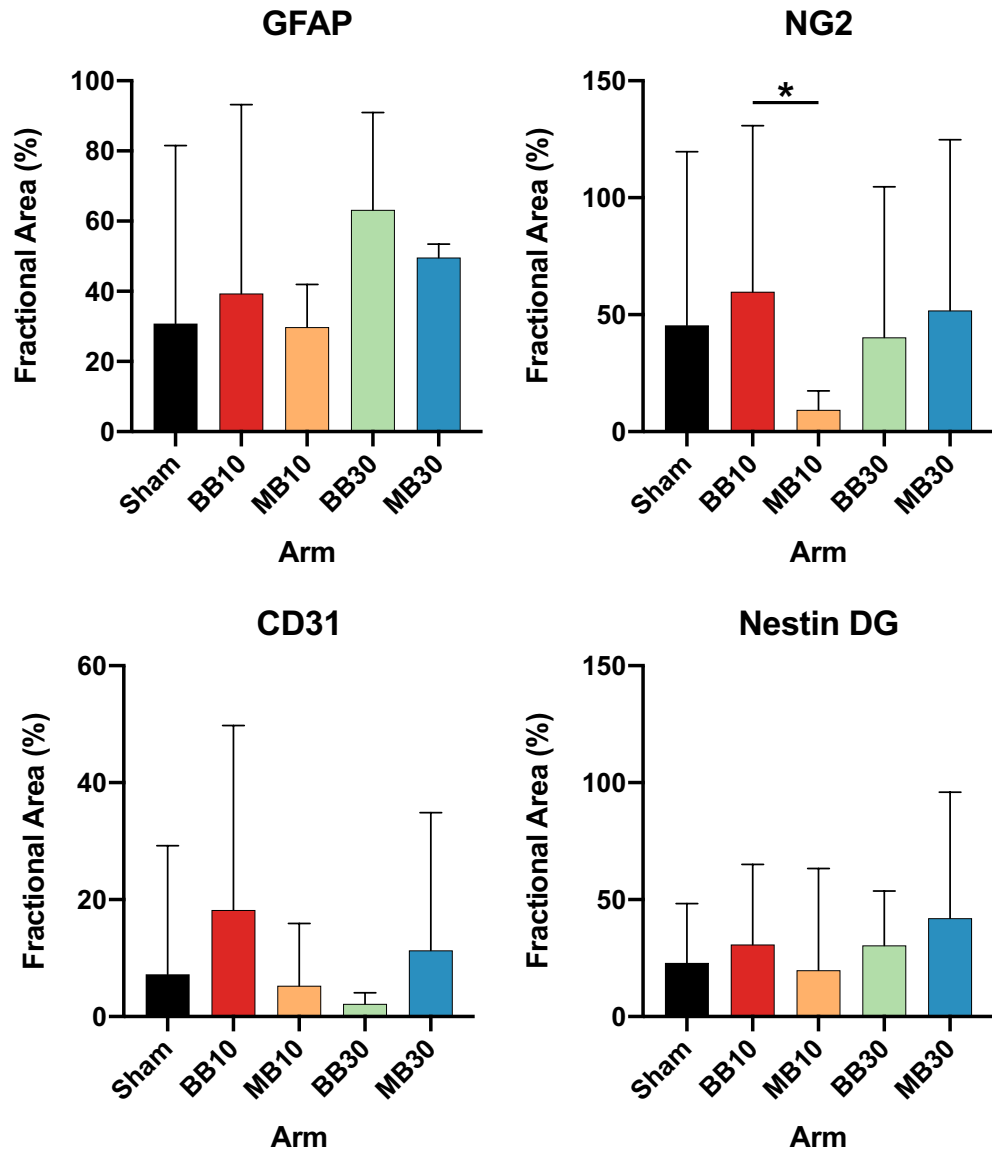 GFAP
Fractional Area (%)
100
80
60
40
20
0
Sham
BB10
MB10
BB30
MB30
Arm
NG2
Fractional Area (%)
150
100
50
0
*
Sham
BB10
MB10
BB30
MB30
Arm
CD31
Fractional Area (%)
60
40
20
0
Sham
BB10
MB10
BB30
MB30
Arm
Nestin DG
Fractional Area (%)
150
100
50
0
Sham
BB10
MB10
BB30
MB30
Arm